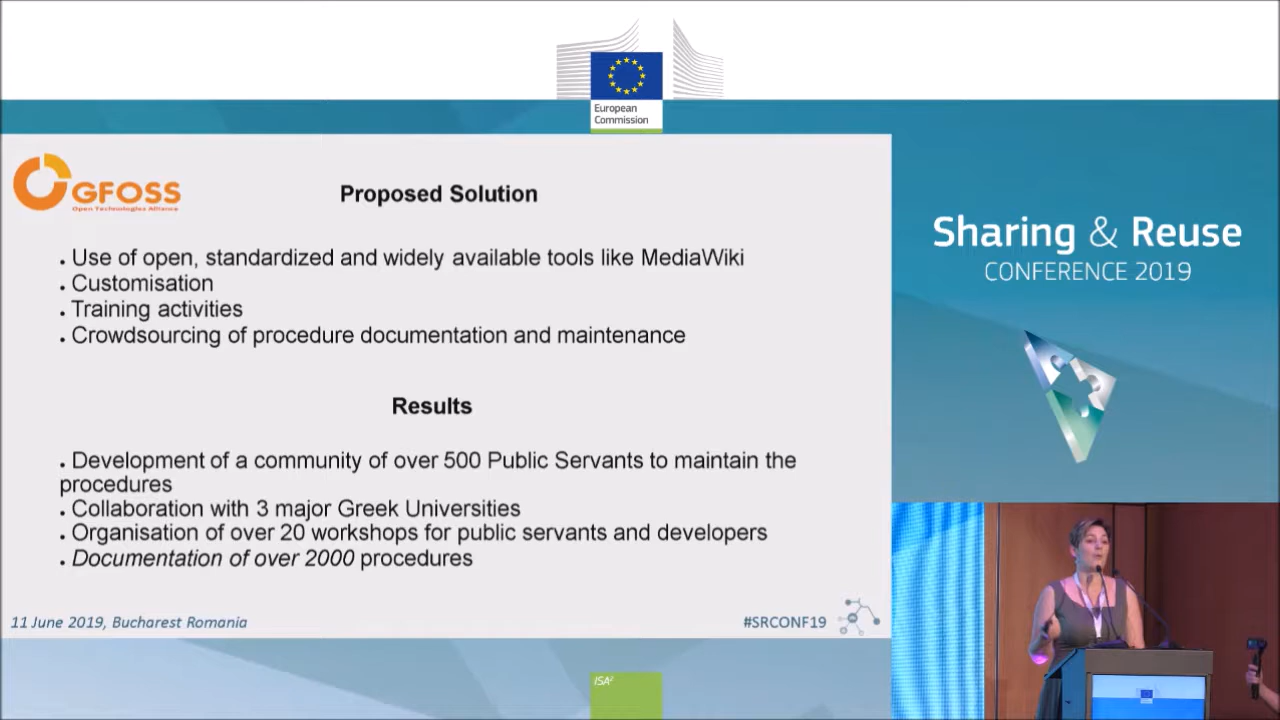 European
Commission
GFOSS
Open Technologies Alliance
Proposed Solution
. Use of open, standardized and widely available tools like MediaWiki
. Customisation
. Training activities
. Crowdsourcing of procedure documentation and maintenance
Results
. Development of a community of over 500 Public Servants to maintain the
procedures
. Collaboration with 3 major Greek Universities
. Organisation of over 20 workshops for public servants and developers
. Documentation of over 2000 procedures
11 June 2019, Bucharest Romania
#SRCONF19
Sharing & Reuse
CONFERENCE 2019
ISA²